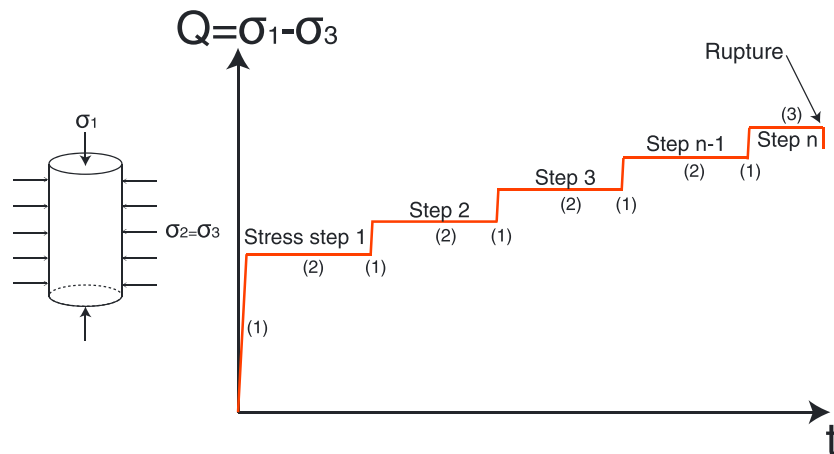 Q=σ1-σ3
Rupture
σ1
(3)
Step n-1
Step n
(2)
(1)
Step 3
(2)
(1)
Step 2
σ2=σ3
Stress step 1
(2)
(1)
(2)
(1)
(1)
t